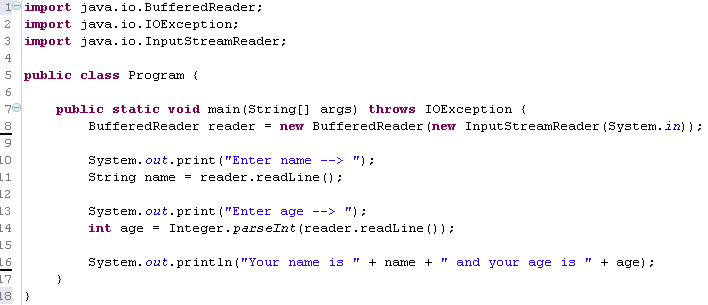 1 import java.io.BufferedReader;
2 import java.io.IOException;
3 import java.io.InputStreamReader;
4
5 public class Program {
6
7 public static void main(String[] args) throws IOException {
8 BufferedReader reader = new BufferedReader(new InputStreamReader(System.in));
9
10 System.out.print("Enter name --> ");
11 String name = reader.readLine();
12
13 System.out.print("Enter age --> ");
14 int age = Integer.parseInt(reader.readLine());
15
16 System.out.println("Your name is " + name + " and your age is " + age);
17 }
18 }